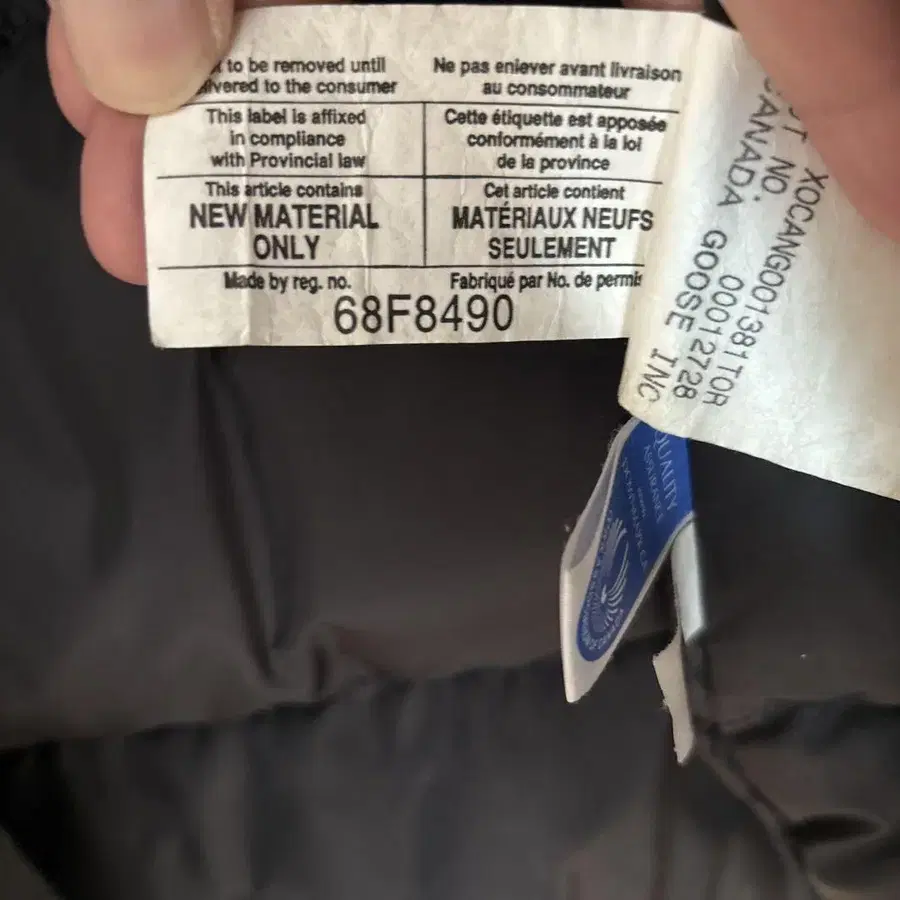 to be removed until
delivered to the consumer
Ne pas enlever avant livraison
au consommateur
This label is affixed
in compliance
with Provincial law
Cette étiquette est apposée
conformément à la loi
de la province
This article contains
NEW MATERIAL
ONLY
Cet article contient
MATÉRIAUX NEUFS
SEULEMENT
Made by reg. no.
Fabriqué par No. de permis
68F8490
XOCANG001381TOR
NO. 00012728
CANADA GOOSE INC
QUALITY
ASSURANCE